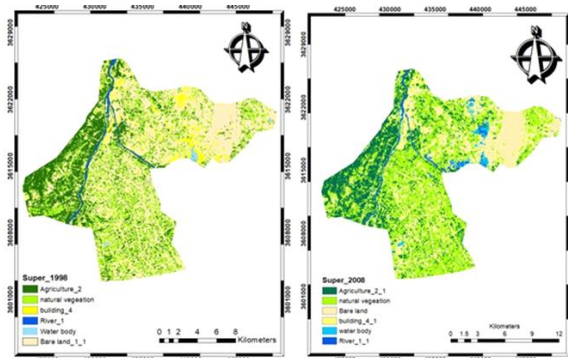 425000 430000 435000 440000 445000
3629000
3622000
3615000
3608000
3601000
N
Super_1998
Agriculture_2
natural vegeation
building_4
River_1
Water body
Bare land_1_1
0 1 2 4 6 8
Kilometers
425000 430000 435000 440000 445000
3629000
3622000
3615000
3608000
3601000
Super_2008
Agriculture_2_1
natural vegeation
Bare land
building_4_1
water body
River_1_1
Kilometers
0 1.5 3 6 9 12